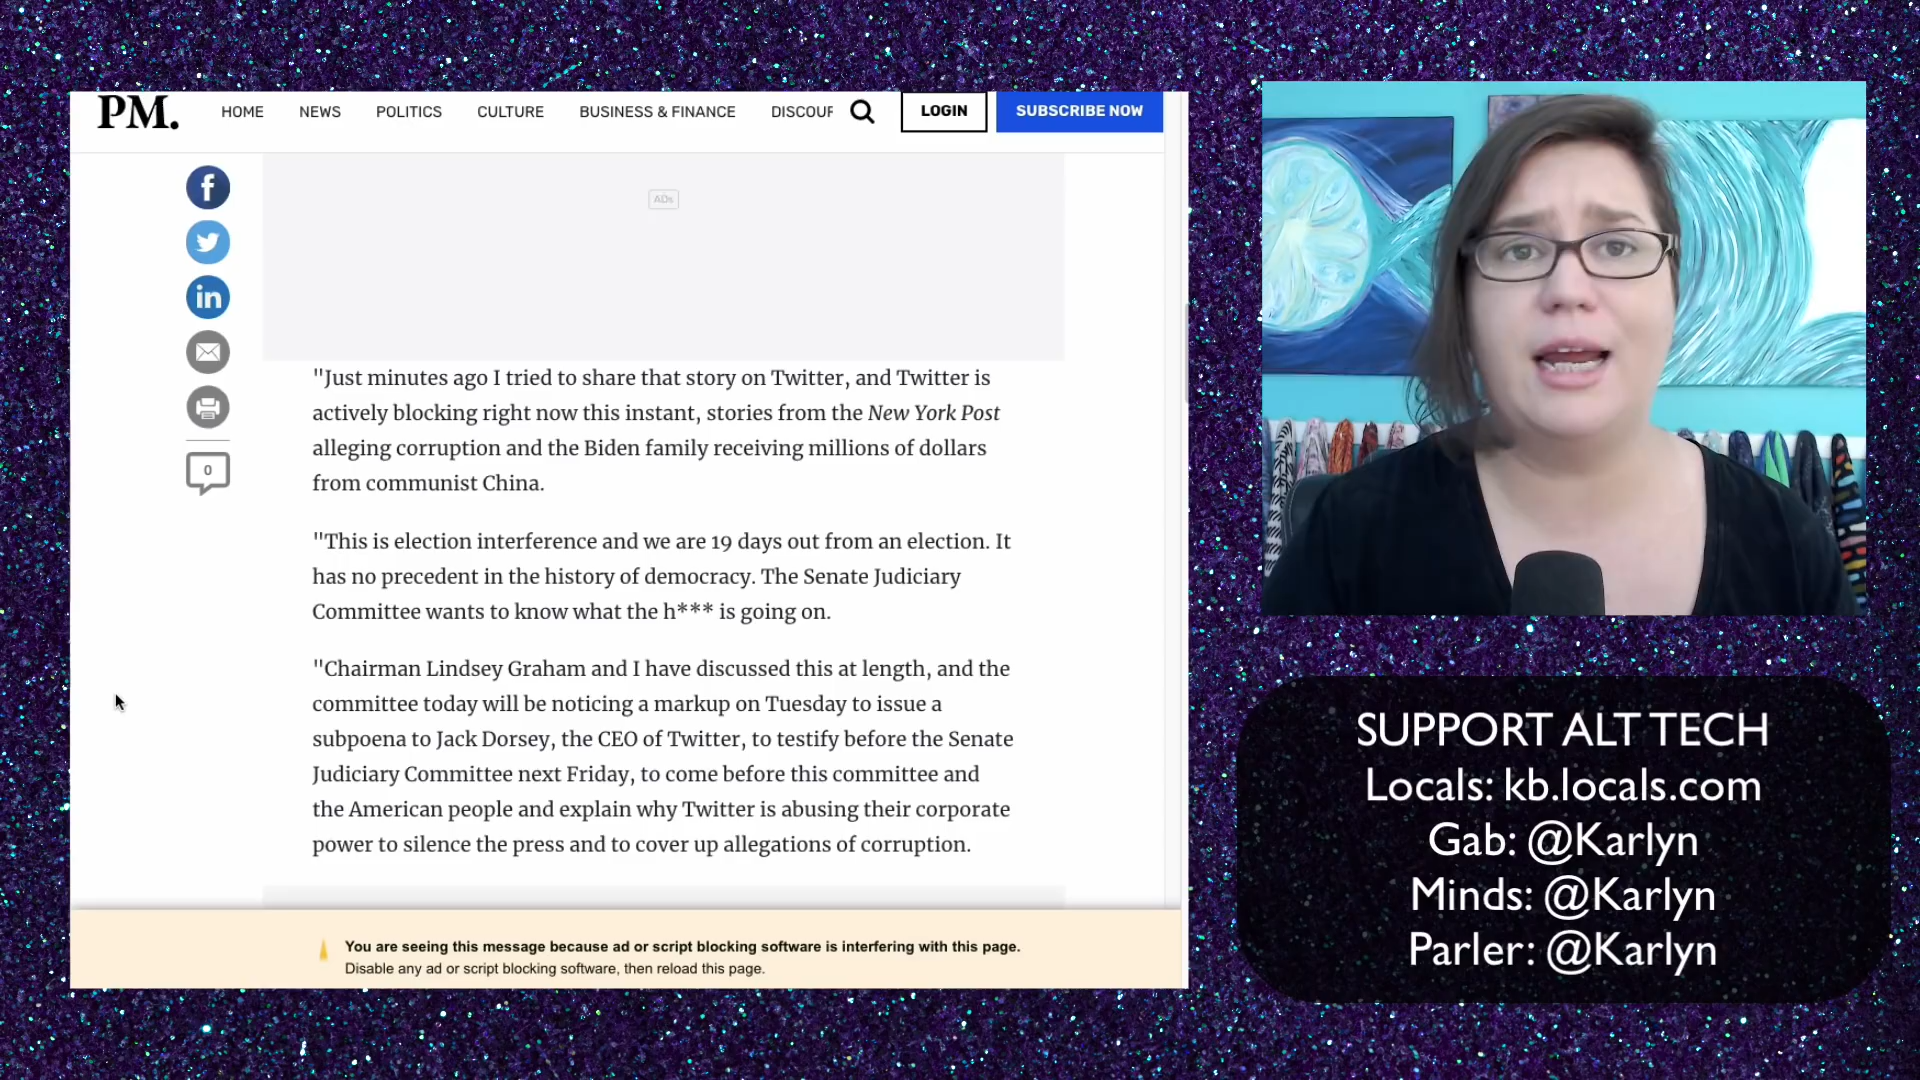 PM.
HOME NEWS POLITICS CULTURE BUSINESS & FINANCE DISCOUR LOGIN SUBSCRIBE NOW
ADs
"Just minutes ago I tried to share that story on Twitter, and Twitter is
actively blocking right now this instant, stories from the New York Post
alleging corruption and the Biden family receiving millions of dollars
from communist China.
0
"This is election interference and we are 19 days out from an election. It
has no precedent in the history of democracy. The Senate Judiciary
Committee wants to know what the h*** is going on.
"Chairman Lindsey Graham and I have discussed this at length, and the
committee today will be noticing a markup on Tuesday to issue a
subpoena to Jack Dorsey, the CEO of Twitter, to testify before the Senate
Judiciary Committee next Friday, to come before this committee and
the American people and explain why Twitter is abusing their corporate
power to silence the press and to cover up allegations of corruption.
You are seeing this message because ad or script blocking software is interfering with this page.
Disable any ad or script blocking software, then reload this page.
SUPPORT ALT TECH
Locals: kb.locals.com
Gab: @Karlyn
Minds: @Karlyn
Parler: @Karlyn